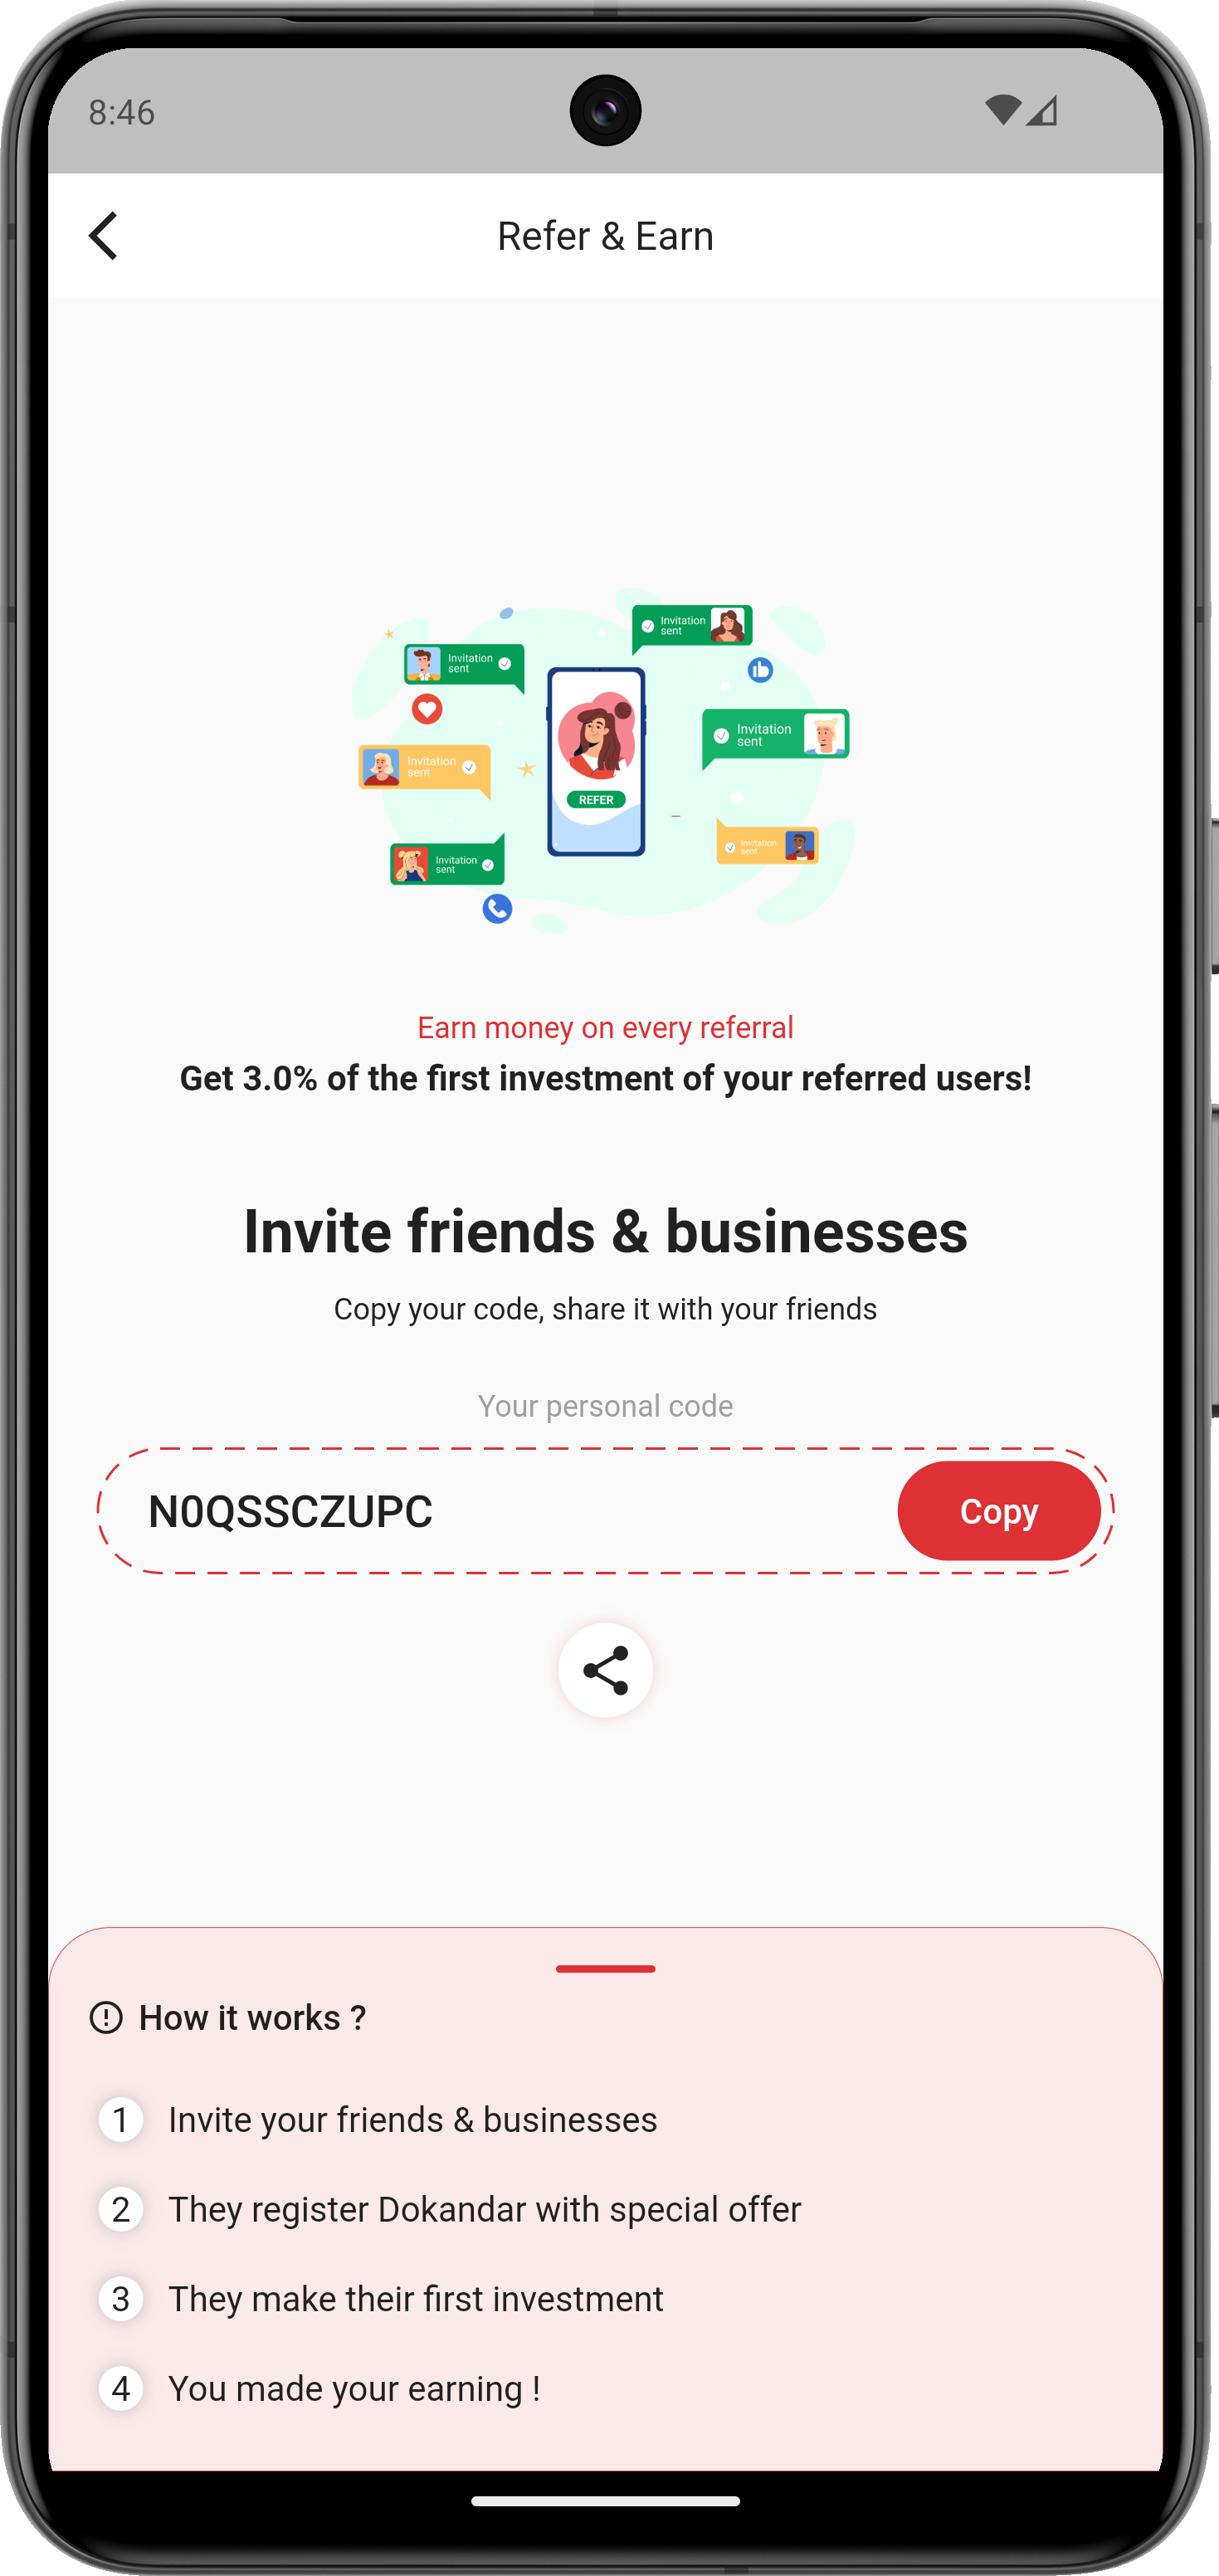 8:46
Refer & Earn
Invitation
sent
Invitation
sent
Invitation
sent
Invitation
sent
REFER
Invitation
sent
Invitation
sent
Earn money on every referral
Get 3.0% of the first investment of your referred users!
Invite friends & businesses
Copy your code, share it with your friends
Your personal code
N0QSSCZUPC
Copy
How it works ?
1 Invite your friends & businesses
2 They register Dokandar with special offer
3 They make their first investment
4 You made your earning !